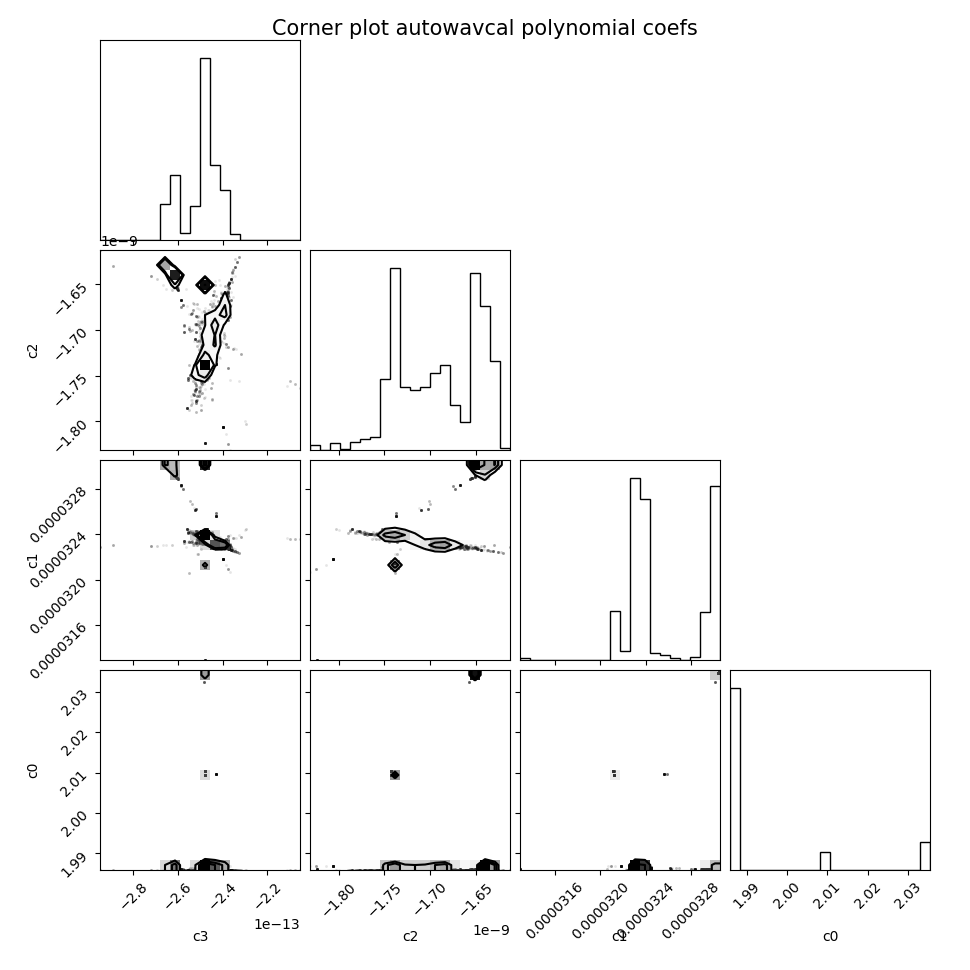 Corner plot autowavcal polynomial coefs
1e−9
−1.65
−1.70
c2
−1.75
−1.80
0.0000328
0.0000324
c1
0.0000320
0.0000316
2.03
2.02
c0
2.01
2.00
1.99
−2.8 −2.6 −2.4 −2.2 −1.80 −1.75 −1.70 −1.65 0.0000316 0.0000320 0.0000324 0.0000328 1.99 2.00 2.01 2.02 2.03
1e−13 1e−9
c3 c2 c1 c0